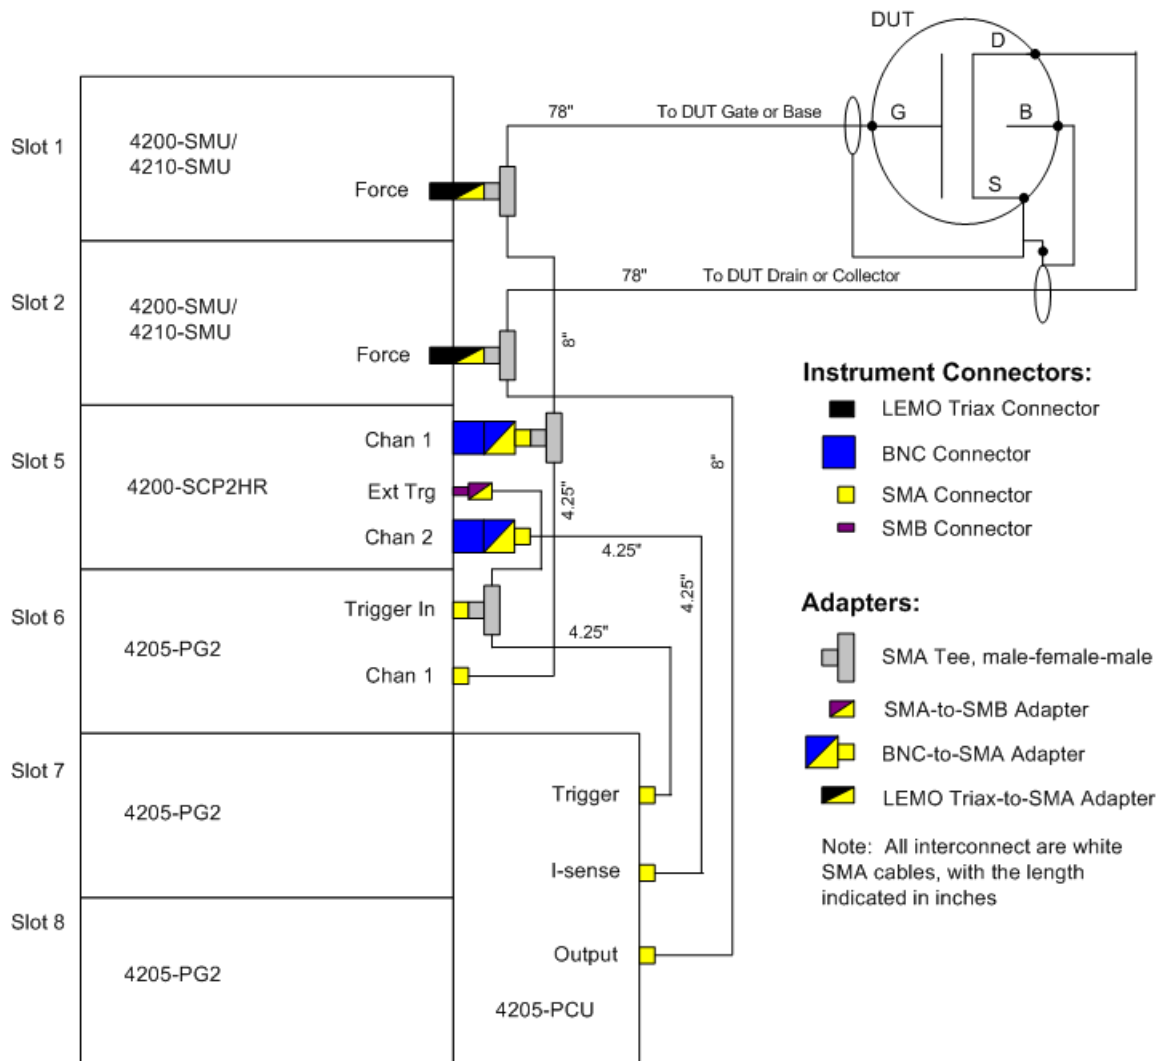 DUT
D
78"
To DUT Gate or Base
G
B
S
Slot 1
4200-SMU/
4210-SMU
Force
78"
To DUT Drain or Collector
Slot 2
4200-SMU/
4210-SMU
Force
8"
Slot 5
4200-SCP2HR
Chan 1
Ext Trg
Chan 2
4.25"
8"
4.25"
4.25"
Slot 6
4205-PG2
Trigger In
Chan 1
4.25"
Slot 7
4205-PG2
Slot 8
4205-PG2
Trigger
I-sense
Output
4205-PCU
Instrument Connectors:
LEMO Triax Connector
BNC Connector
SMA Connector
SMB Connector
Adapters:
SMA Tee, male-female-male
SMA-to-SMB Adapter
BNC-to-SMA Adapter
LEMO Triax-to-SMA Adapter
Note: All interconnect are white
SMA cables, with the length
indicated in inches